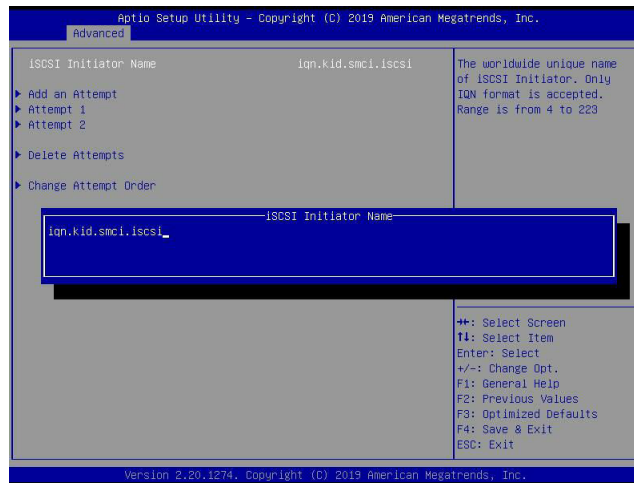 Aptio Setup Utility – Copyright (C) 2019 American Megatrends, Inc.
Advanced
iSCSI Initiator Name iqn.kid.smci.iscsi
Add an Attempt
Attempt 1
Attempt 2
Delete Attempts
Change Attempt Order
The worldwide unique name
of iSCSI Initiator. Only
IQN format is accepted.
Range is from 4 to 223
iSCSI Initiator Name
iqn.kid.smci.iscsi_
→←: Select Screen
↑↓: Select Item
Enter: Select
+/-: Change Opt.
F1: General Help
F2: Previous Values
F3: Optimized Defaults
F4: Save & Exit
ESC: Exit
Version 2.20.1274. Copyright (C) 2019 American Megatrends, Inc.